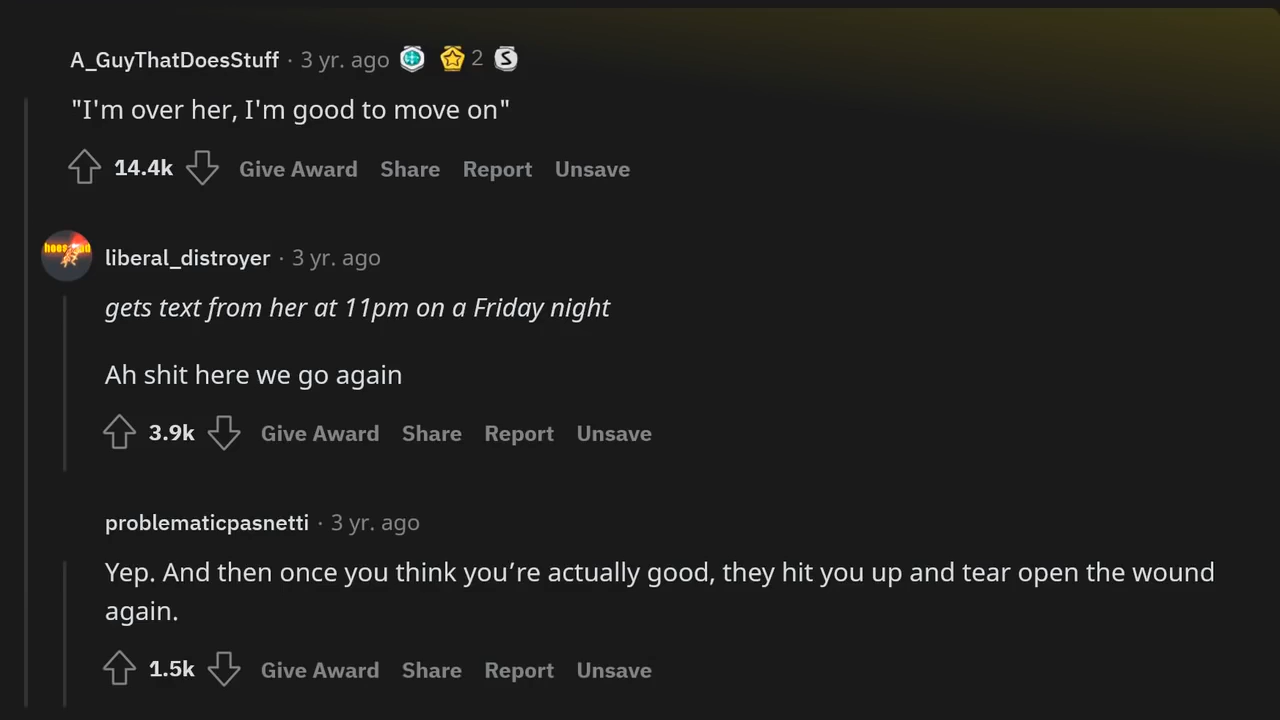 A_GuyThatDoesStuff · 3 yr. ago 2 S
"I'm over her, I'm good to move on"
14.4k Give Award Share Report Unsave
liberal_distroyer · 3 yr. ago
gets text from her at 11pm on a Friday night
Ah shit here we go again
3.9k Give Award Share Report Unsave
problematicpasnetti · 3 yr. ago
Yep. And then once you think you’re actually good, they hit you up and tear open the wound
again.
1.5k Give Award Share Report Unsave